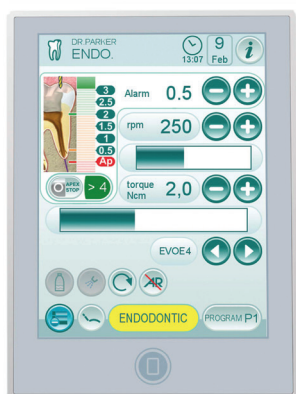 DR.PARKER
ENDO.
13:07
9
Feb
i
3
2.5
2
1.5
1
0.5
Ap
Alarm 0.5
rpm 250
APEX STOP > 4
torque
Ncm 2,0
EVOE4
AR
ENDODONTIC
PROGRAM P1